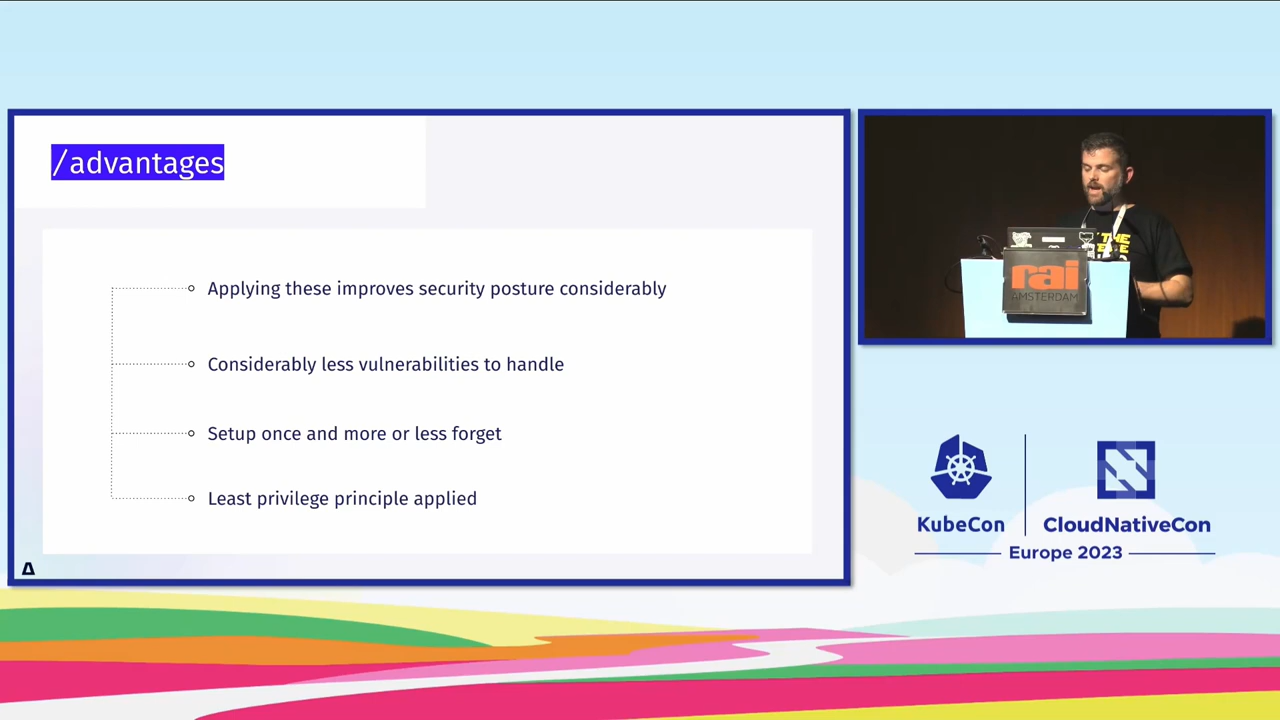 /advantages
Applying these improves security posture considerably
Considerably less vulnerabilities to handle
Setup once and more or less forget
Least privilege principle applied
THE
rai
AMSTERDAM
KubeCon
CloudNativeCon
Europe 2023